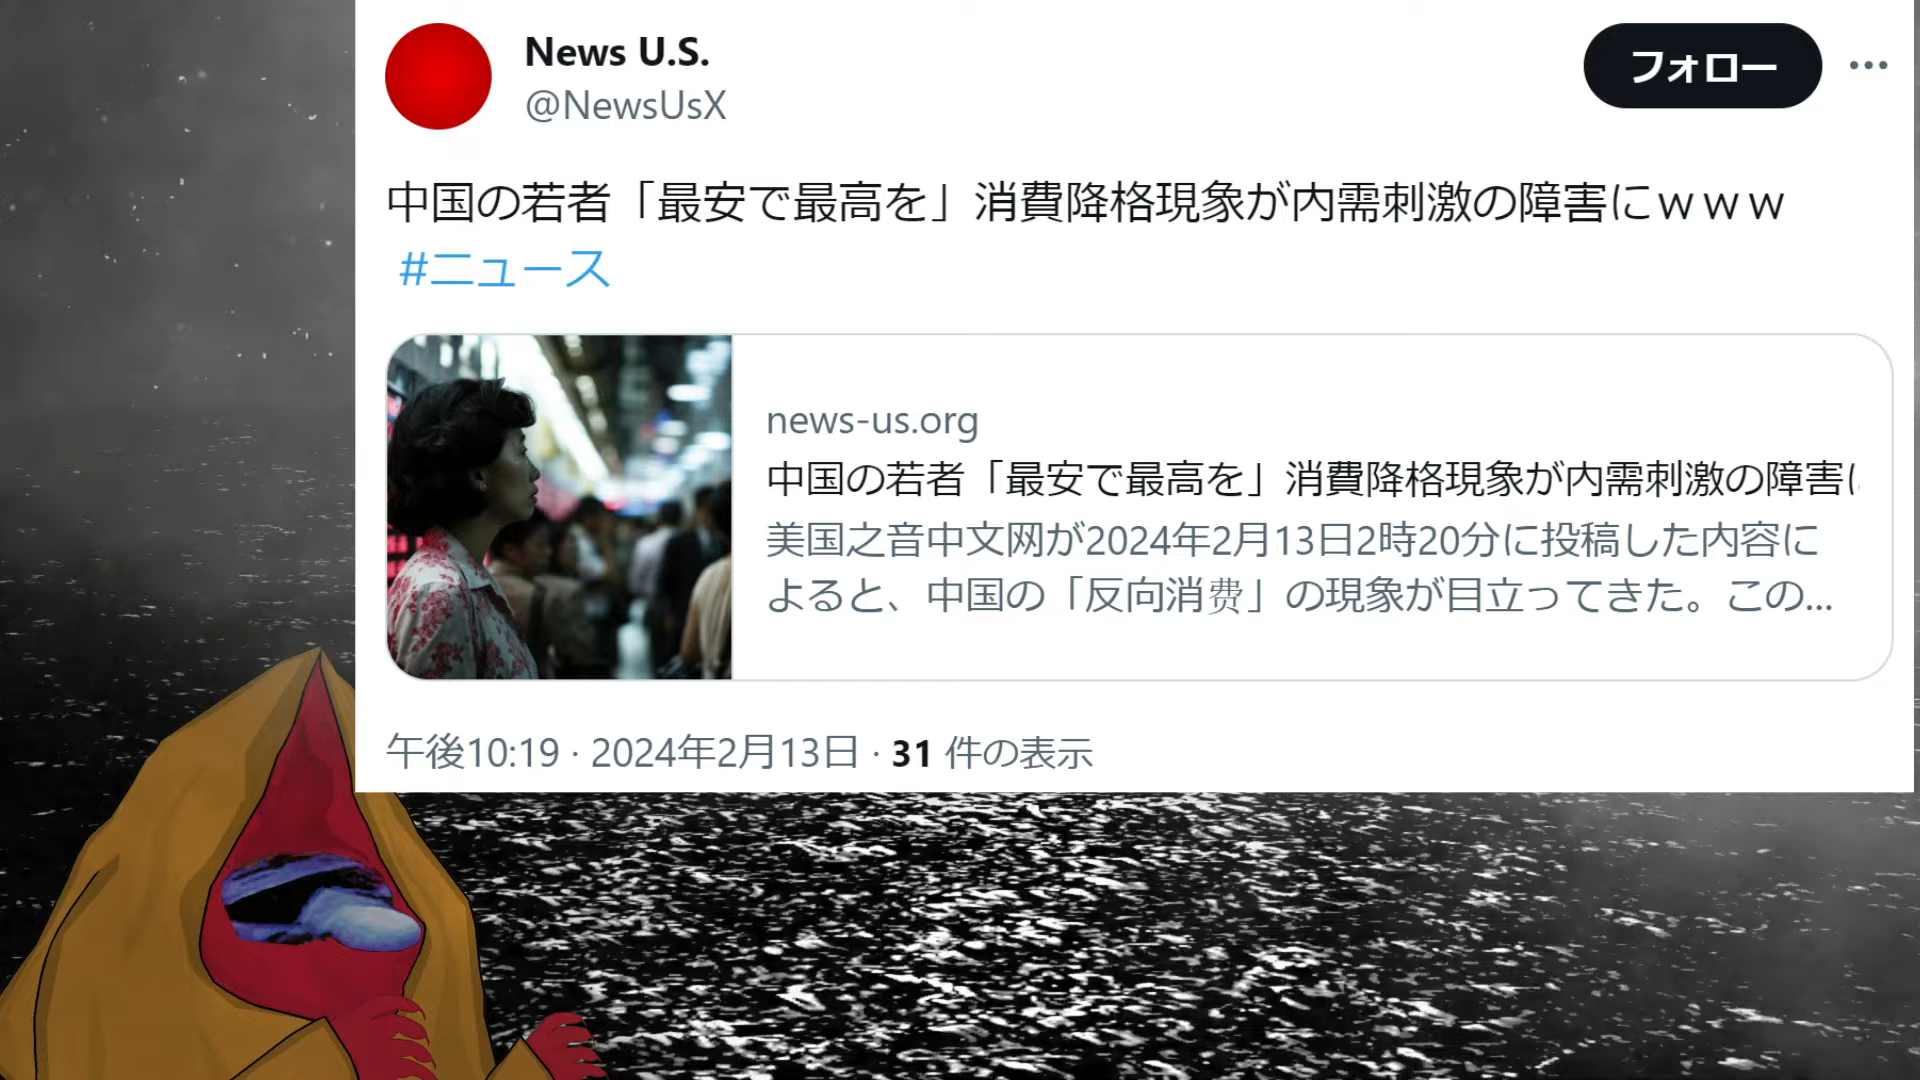 News U.S.
@NewsUsX
フォロー
中国の若者「最安で最高を」消費降格現象が内需刺激の障害にｗｗｗ
#ニュース
news-us.org
中国の若者「最安で最高を」消費降格現象が内需刺激の障害に
美国之音中文网が2024年2月13日2時20分に投稿した内容に
よると、中国の「反向消费」の現象が目立ってきた。この...
午後10:19 · 2024年2月13日 · 31 件の表示